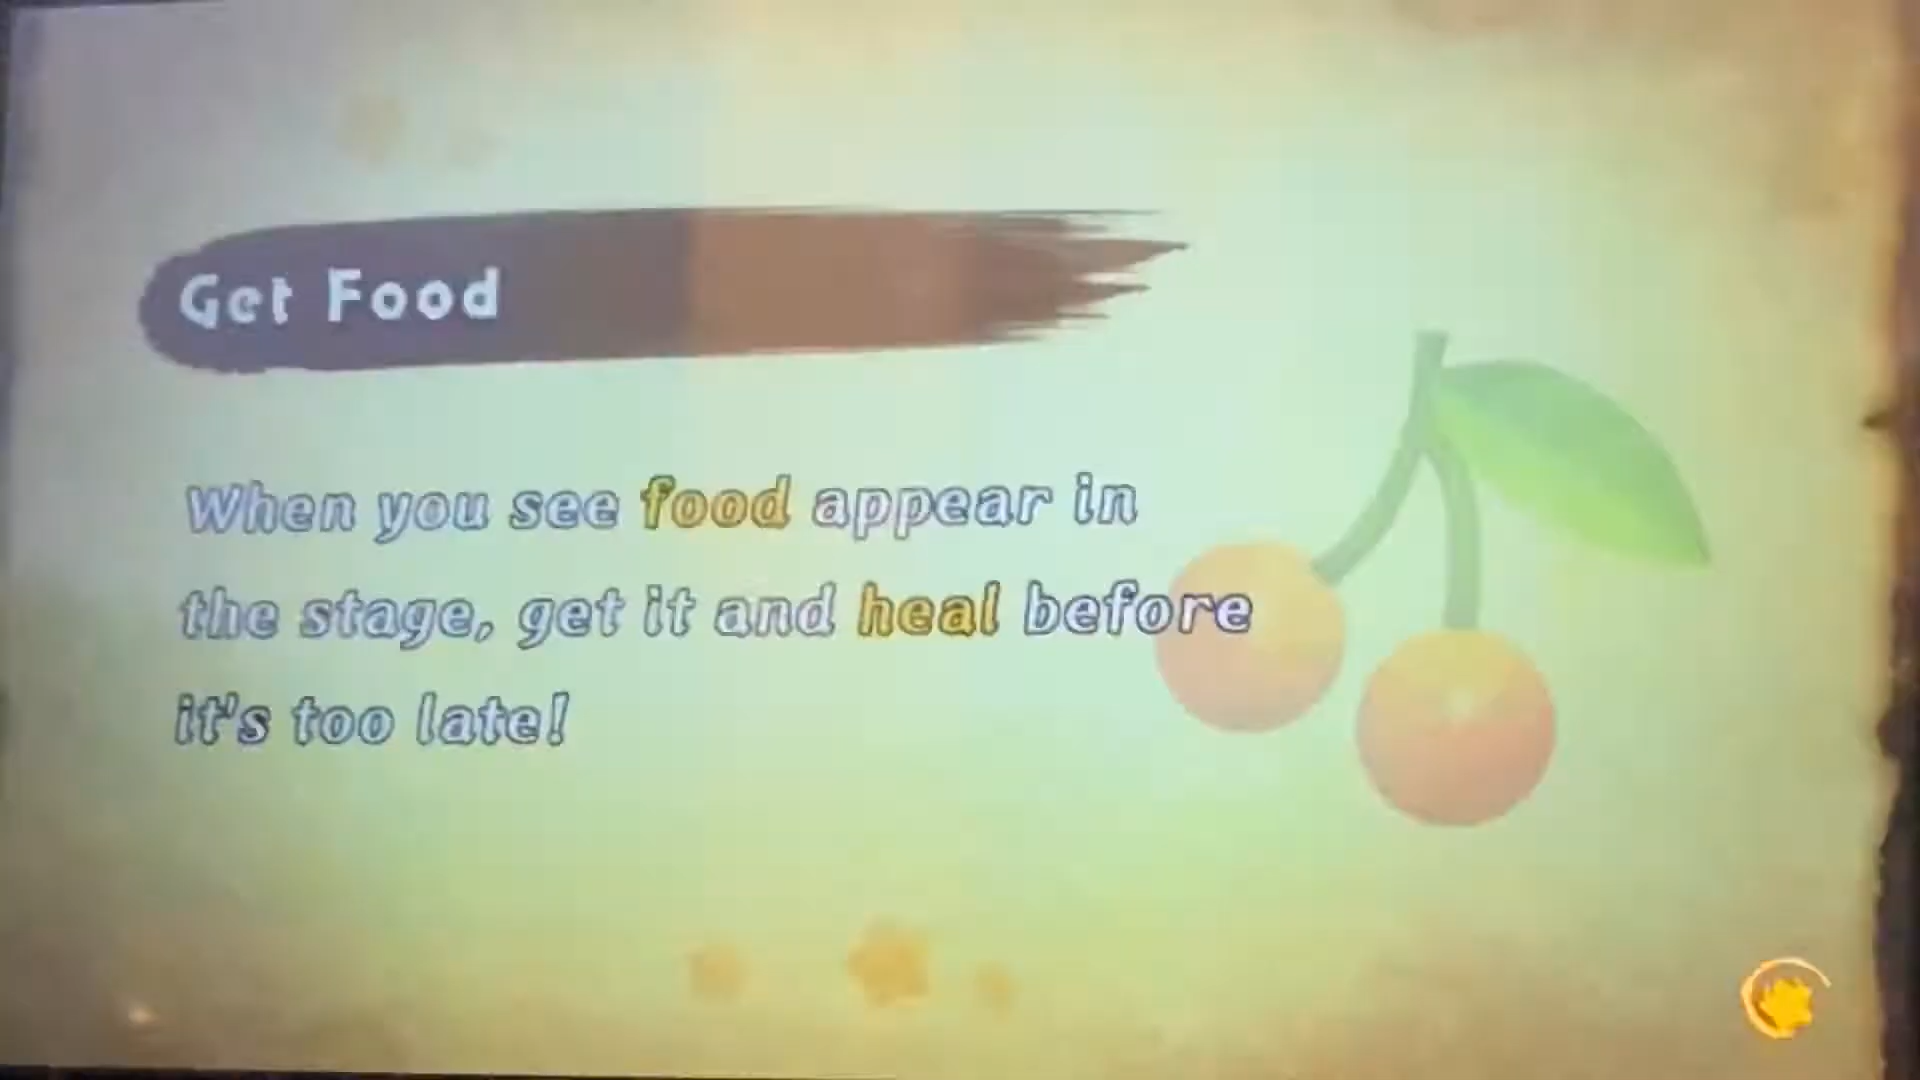 Get Food
When you see food appear in
the stage, get it and heal before
it's too late!